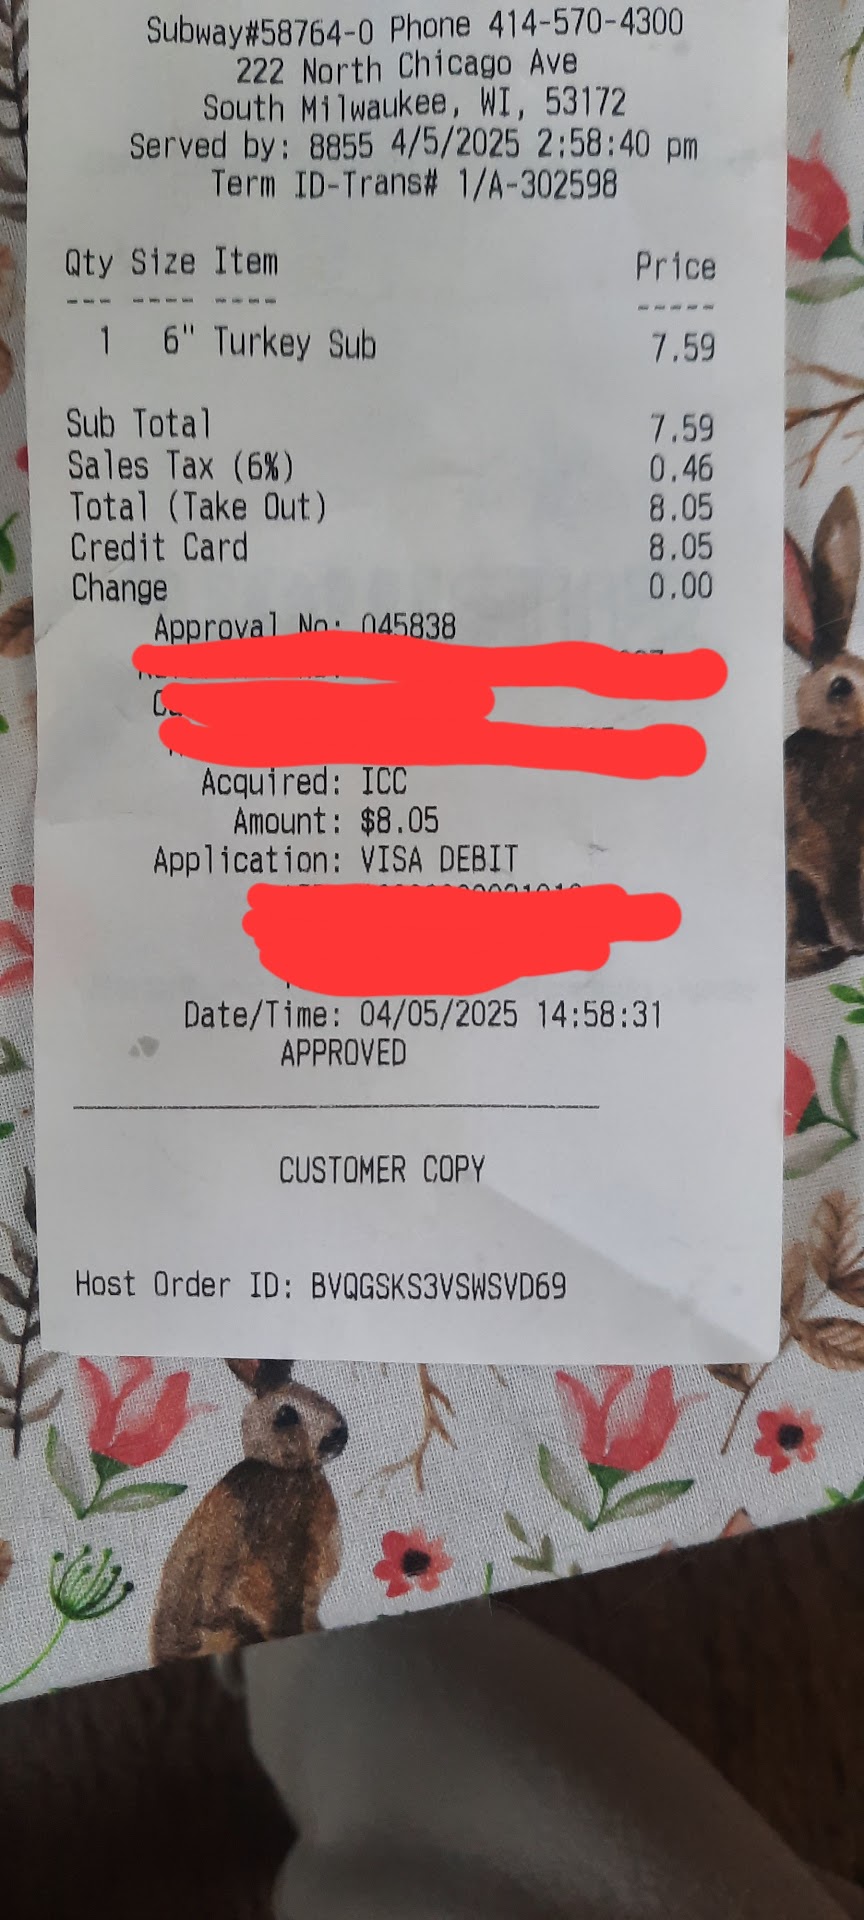 Subway#58764-0 Phone 414-570-4300
222 North Chicago Ave
South Milwaukee, WI, 53172
Served by: 8855 4/5/2025 2:58:40 pm
Term ID-Trans# 1/A-302598
Qty Size Item Price
--- ---- ---- -----
1 6" Turkey Sub 7.59
Sub Total 7.59
Sales Tax (6%) 0.46
Total (Take Out) 8.05
Credit Card 8.05
Change 0.00
Approval No: 045838
Acquired: ICC
Amount: $8.05
Application: VISA DEBIT
Date/Time: 04/05/2025 14:58:31
APPROVED
CUSTOMER COPY
Host Order ID: BVQGSKS3VSWSVD69